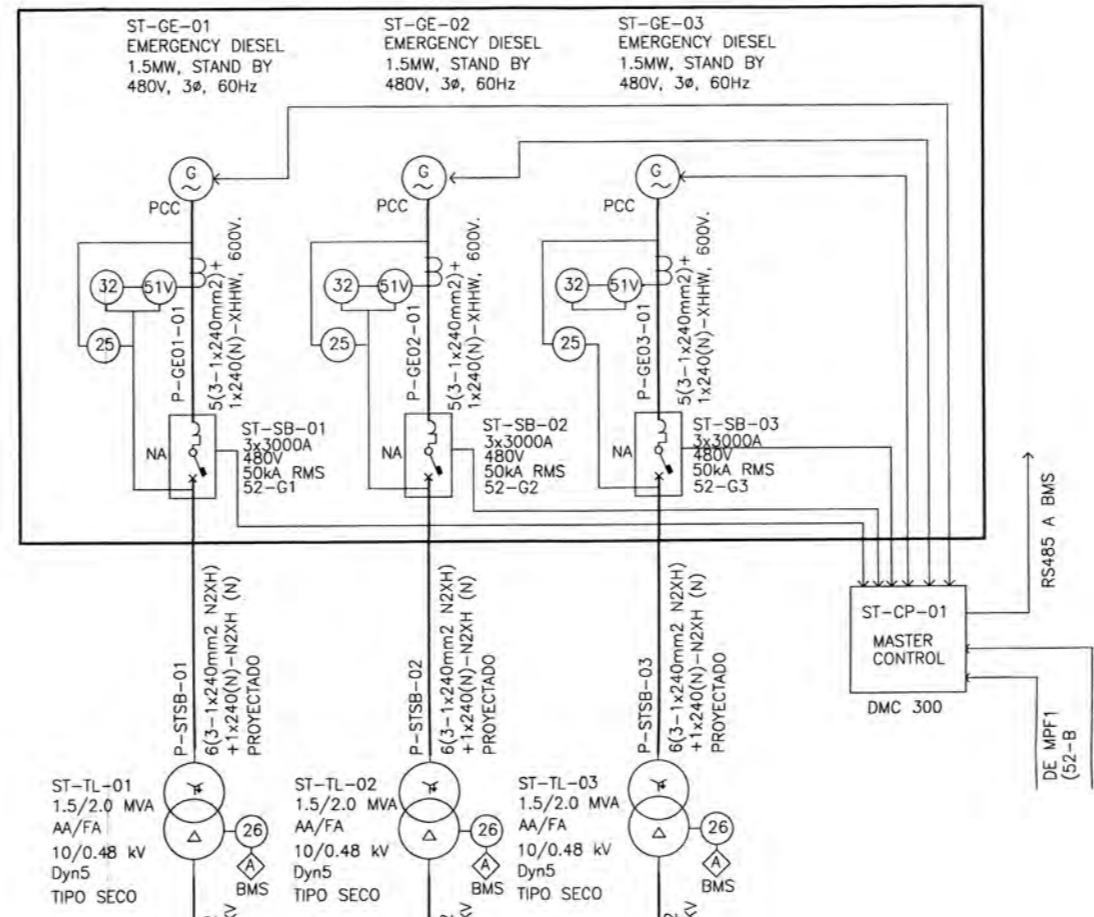 ST-GE-01
EMERGENCY DIESEL
1.5MW, STAND BY
480V, 3ø, 60Hz
ST-GE-02
EMERGENCY DIESEL
1.5MW, STAND BY
480V, 3ø, 60Hz
ST-GE-03
EMERGENCY DIESEL
1.5MW, STAND BY
480V, 3ø, 60Hz
G
PCC
32
51V
25
P-GE01-01
5(3-1x240mm2)+
1x240(N)-XHHW, 600V.
NA
ST-SB-01
3x3000A
480V
50kA RMS
52-G1
G
PCC
32
51V
25
P-GE02-01
5(3-1x240mm2)+
1x240(N)-XHHW, 600V.
NA
ST-SB-02
3x3000A
480V
50kA RMS
52-G2
G
PCC
32
51V
25
P-GE03-01
5(3-1x240mm2)+
1x240(N)-XHHW, 600V.
NA
ST-SB-03
3x3000A
480V
50kA RMS
52-G3
RS485 A BMS
ST-CP-01
MASTER
CONTROL
DMC 300
DE MPF1
(52-B
P-STSB-01
6(3-1x240mm2 N2XH)
+1x240(N)-N2XH (N)
PROYECTADO
P-STSB-02
6(3-1x240mm2 N2XH)
+1x240(N)-N2XH (N)
PROYECTADO
P-STSB-03
6(3-1x240mm2 N2XH)
+1x240(N)-N2XH (N)
PROYECTADO
ST-TL-01
1.5/2.0 MVA
AA/FA
10/0.48 kV
Dyn5
TIPO SECO
26
A
BMS
ST-TL-02
1.5/2.0 MVA
AA/FA
10/0.48 kV
Dyn5
TIPO SECO
26
A
BMS
ST-TL-03
1.5/2.0 MVA
AA/FA
10/0.48 kV
Dyn5
TIPO SECO
26
A
BMS